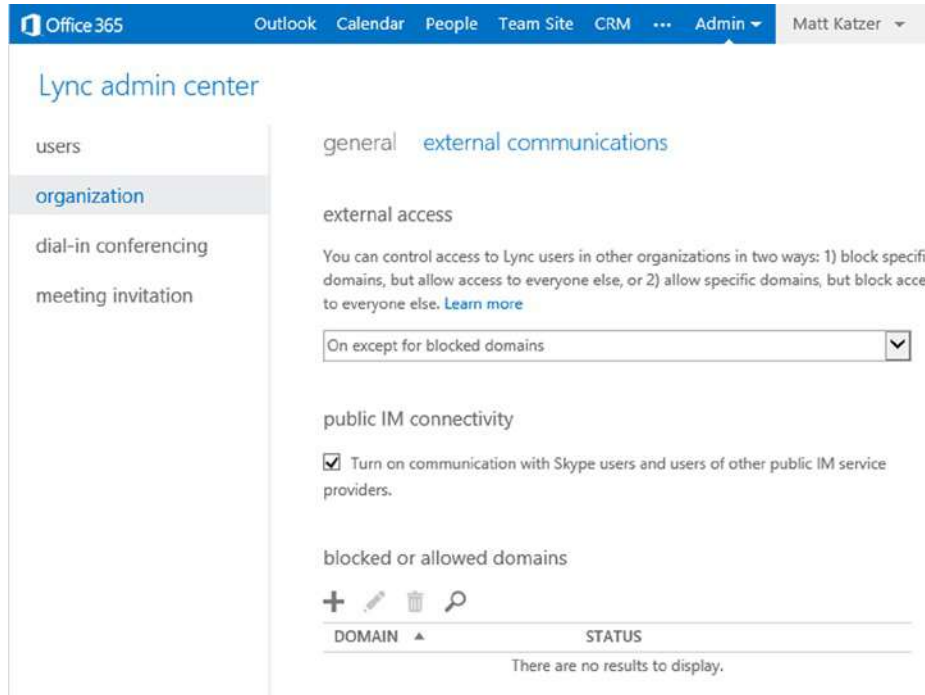 Office 365 Outlook Calendar People Team Site CRM ••• Admin Matt Katzer
Lync admin center
users
organization
dial-in conferencing
meeting invitation
general external communications
external access
You can control access to Lync users in other organizations in two ways: 1) block specifi
domains, but allow access to everyone else, or 2) allow specific domains, but block acce
to everyone else. Learn more
On except for blocked domains
public IM connectivity
Turn on communication with Skype users and users of other public IM service
providers.
blocked or allowed domains
DOMAIN STATUS
There are no results to display.